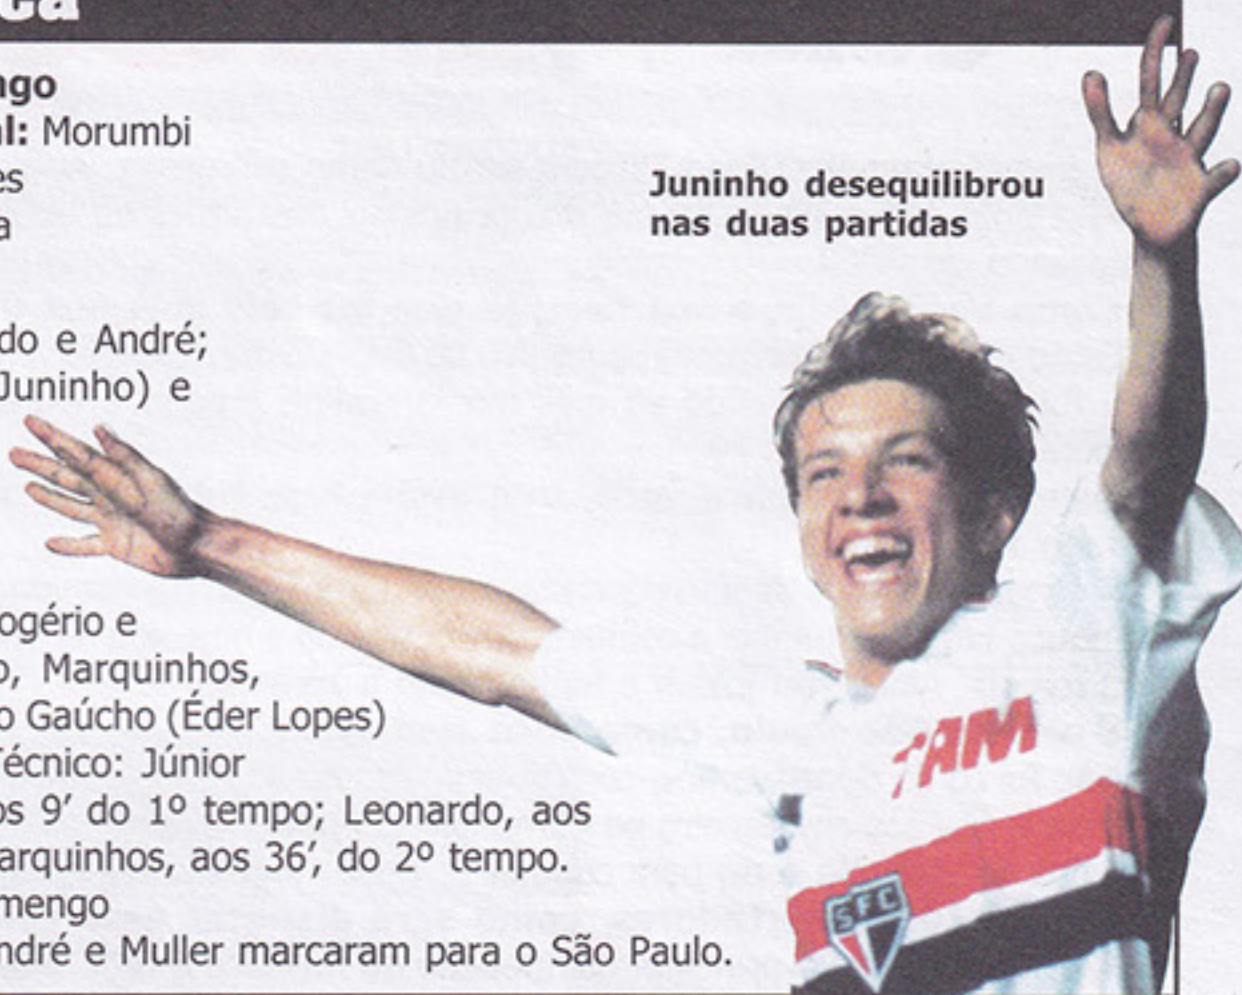 ca
ngo
al: Morumbi
es
a
Juninho desequilibrou
nas duas partidas
do e André;
Juninho) e
ogério e
o, Marquinhos,
o Gaúcho (Éder Lopes)
Técnico: Júnior
os 9’ do 1º tempo; Leonardo, aos
arquinhos, aos 36’, do 2º tempo.
mengo
ndré e Muller marcaram para o São Paulo.
TAM
SFC